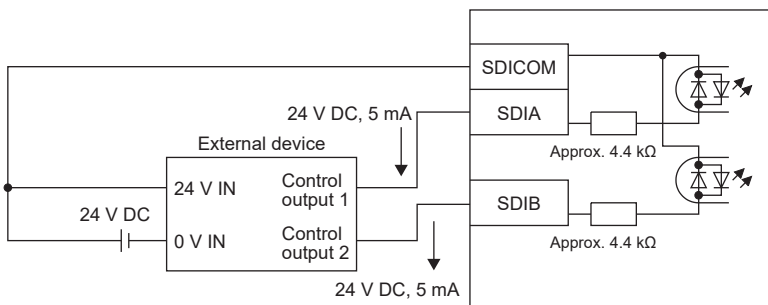 SDICOM
24 V DC, 5 mA
SDIA
External device
Approx. 4.4 kΩ
24 V IN
Control
output 1
24 V DC
SDIB
0 V IN
Control
output 2
Approx. 4.4 kΩ
24 V DC, 5 mA